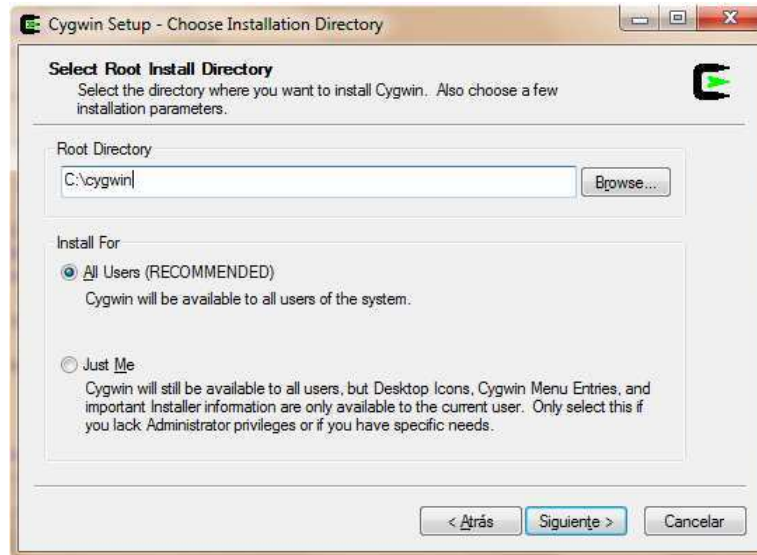 Cygwin Setup - Choose Installation Directory
Select Root Install Directory
Select the directory where you want to install Cygwin. Also choose a few
installation parameters.
Root Directory
C:\cygwin
Browse...
Install For
All Users (RECOMMENDED)
Cygwin will be available to all users of the system.
Just Me
Cygwin will still be available to all users, but Desktop Icons, Cygwin Menu Entries, and
important Installer information are only available to the current user. Only select this if
you lack Administrator privileges or if you have specific needs.
< Atrás
Siguiente >
Cancelar